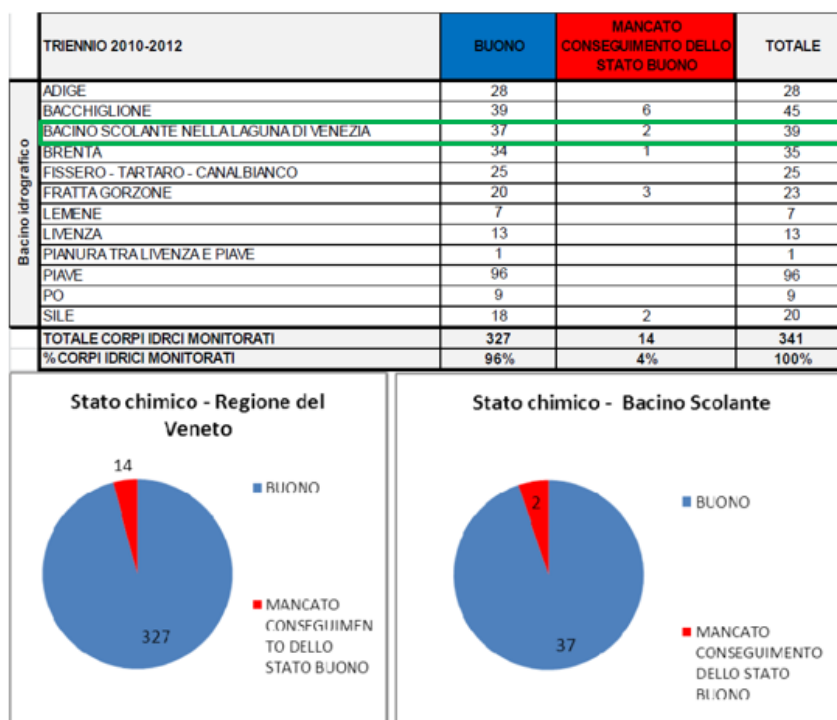 TRIENNIO 2010-2012 BUONO MANCATO CONSEGUIMENTO DELLO STATO BUONO TOTALE
Bacino idrografico
ADIGE 28 28
BACCHIGLIONE 39 6 45
BACINO SCOLANTE NELLA LAGUNA DI VENEZIA 37 2 39
BRENTA 34 1 35
FISSERO - TARTARO - CANALBIANCO 25 25
FRATTA GORZONE 20 3 23
LEMENE 7 7
LIVENZA 13 13
PIANURA TRA LIVENZA E PIAVE 1 1
PIAVE 96 96
PO 9 9
SILE 18 2 20
TOTALE CORPI IDRCI MONITORATI 327 14 341
% CORPI IDRICI MONITORATI 96% 4% 100%
Stato chimico - Regione del
Veneto
14
327
BUONO
MANCATO
CONSEGUIMEN
TO DELLO
STATO BUONO
Stato chimico - Bacino Scolante
2
37
BUONO
MANCATO
CONSEGUIMENTO
DELLO STATO
BUONO